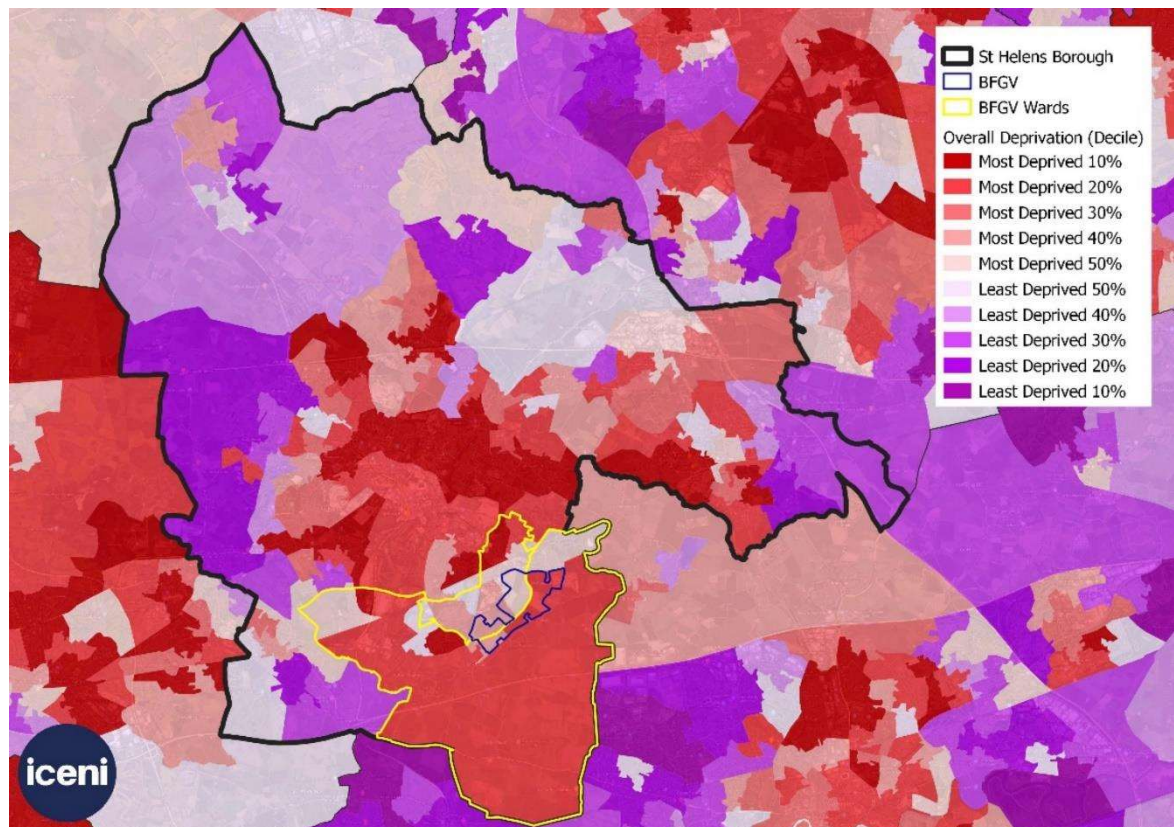 St Helens Borough
BFGV
BFGV Wards
Overall Deprivation (Decile)
Most Deprived 10%
Most Deprived 20%
Most Deprived 30%
Most Deprived 40%
Most Deprived 50%
Least Deprived 50%
Least Deprived 40%
Least Deprived 30%
Least Deprived 20%
Least Deprived 10%
iceni